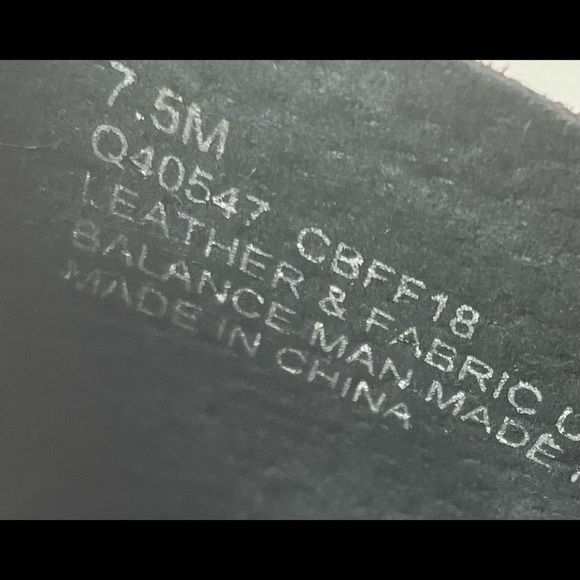 7.5M
Q40547 CBFF18
LEATHER & FABRIC
BALANCE MAN MADE
MADE IN CHINA